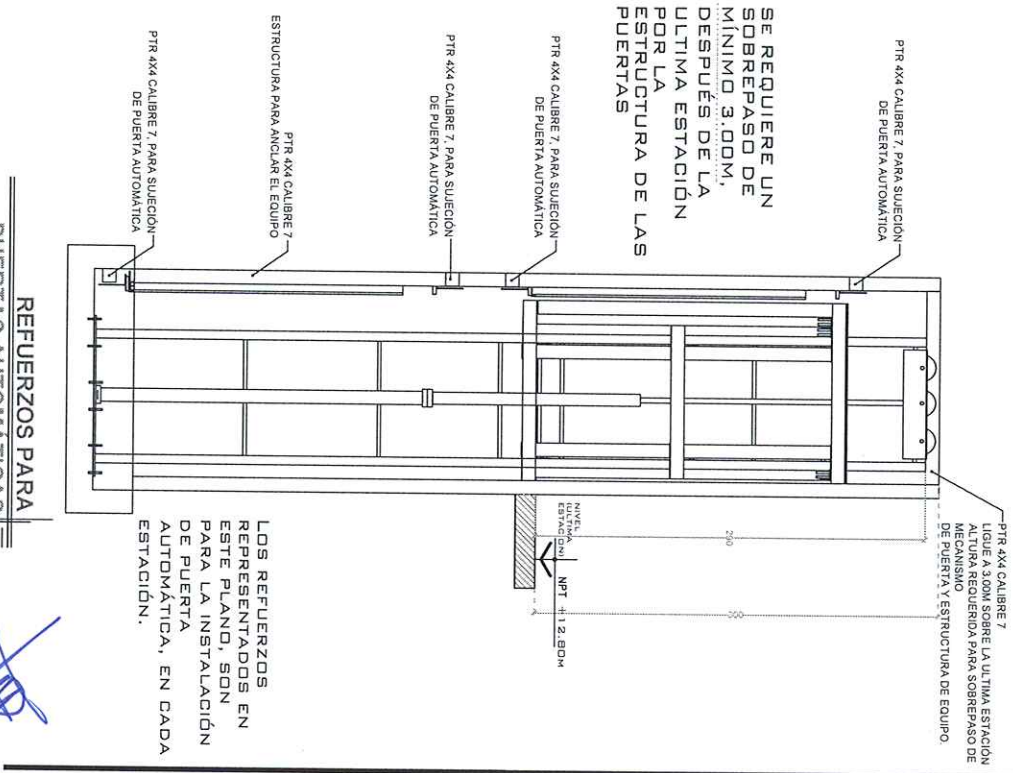 SE REQUIERE UN
SOBREPASO DE
MÍNIMO 3.00M,
DESPUÉS DE LA
ULTIMA ESTACIÓN
POR LA
ESTRUCTURA DE LAS
PUERTAS
PTR 4X4 CALIBRE 7, PARA SUJECIÓN
DE PUERTA AUTOMÁTICA
PTR 4X4 CALIBRE 7, PARA SUJECIÓN
DE PUERTA AUTOMÁTICA
PTR 4X4 CALIBRE 7, PARA SUJECIÓN
DE PUERTA AUTOMÁTICA
PTR 4X4 CALIBRE 7
ESTRUCTURA PARA ANCLAR EL EQUIPO
PTR 4X4 CALIBRE 7, PARA SUJECIÓN
DE PUERTA AUTOMÁTICA
PTR 4X4 CALIBRE 7
LIGUE A 3.00M SOBRE LA ULTIMA ESTACIÓN
ALTURA REQUERIDA PARA SOBREPASO DE
MECANISMO
DE PUERTA Y ESTRUCTURA DE EQUIPO.
290
300
NIVEL
(ULTIMA
ESTACIÓN)
NPT +12.80M
LOS REFUERZOS
REPRESENTADOS EN
ESTE PLANO, SON
PARA LA INSTALACIÓN
DE PUERTA
AUTOMÁTICA, EN CADA
ESTACIÓN.
REFUERZOS PARA